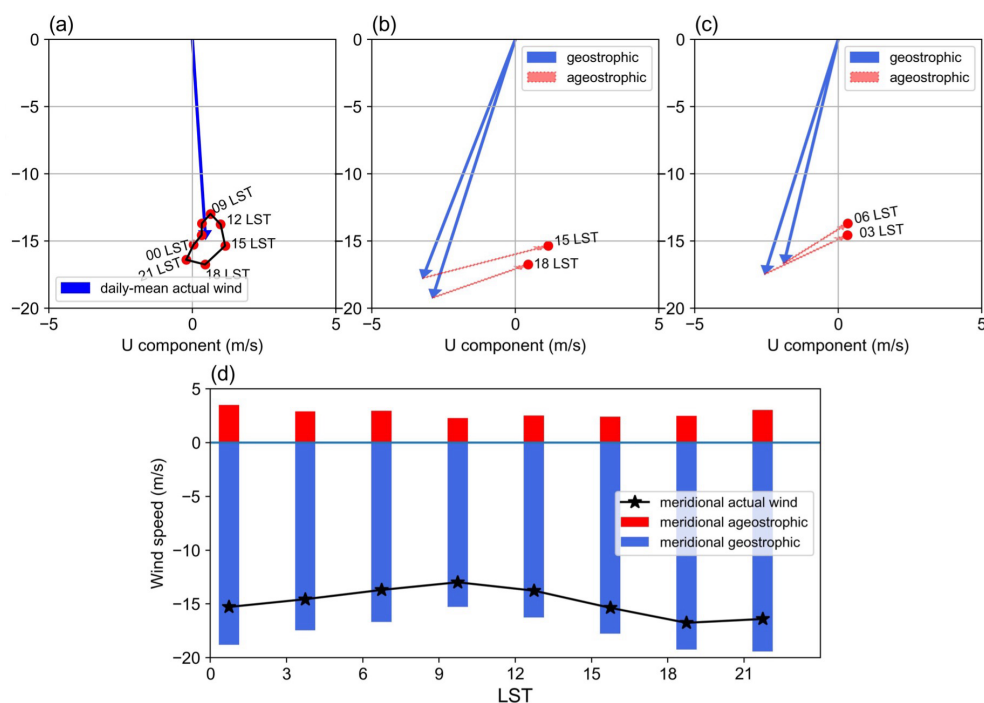 (a)
(b)
(c)
0
−5
−10
−15
−20
09 LST
12 LST
15 LST
18 LST
21 LST
00 LST
daily-mean actual wind
−5
0
5
U component (m/s)
0
−5
−10
−15
−20
geostrophic
ageostrophic
15 LST
18 LST
−5
0
5
U component (m/s)
0
−5
−10
−15
−20
geostrophic
ageostrophic
06 LST
03 LST
−5
0
5
U component (m/s)
(d)
Wind speed (m/s)
5
0
−5
−10
−15
−20
meridional actual wind
meridional ageostrophic
meridional geostrophic
0
3
6
9
12
15
18
21
LST